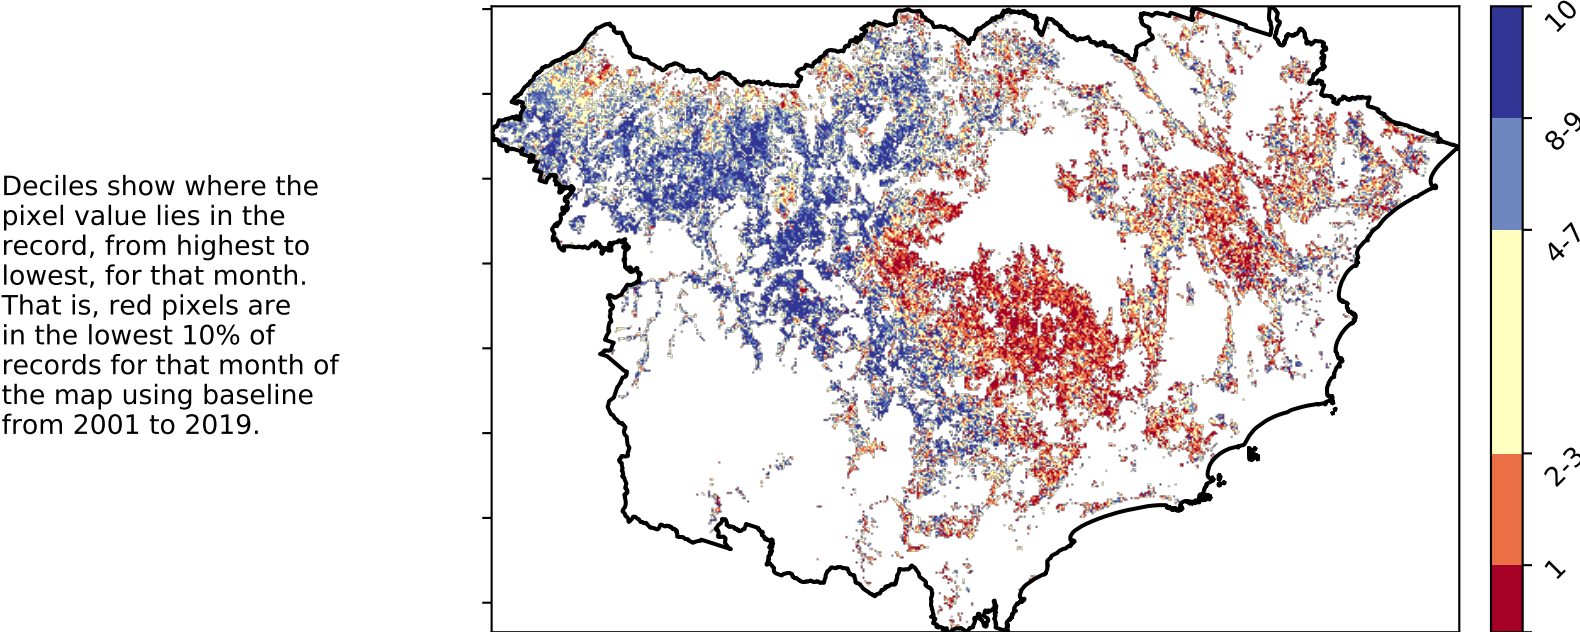 Deciles show where the
pixel value lies in the
record, from highest to
lowest, for that month.
That is, red pixels are
in the lowest 10% of
records for that month of
the map using baseline
from 2001 to 2019.
10
8-9
4-7
2-3
1